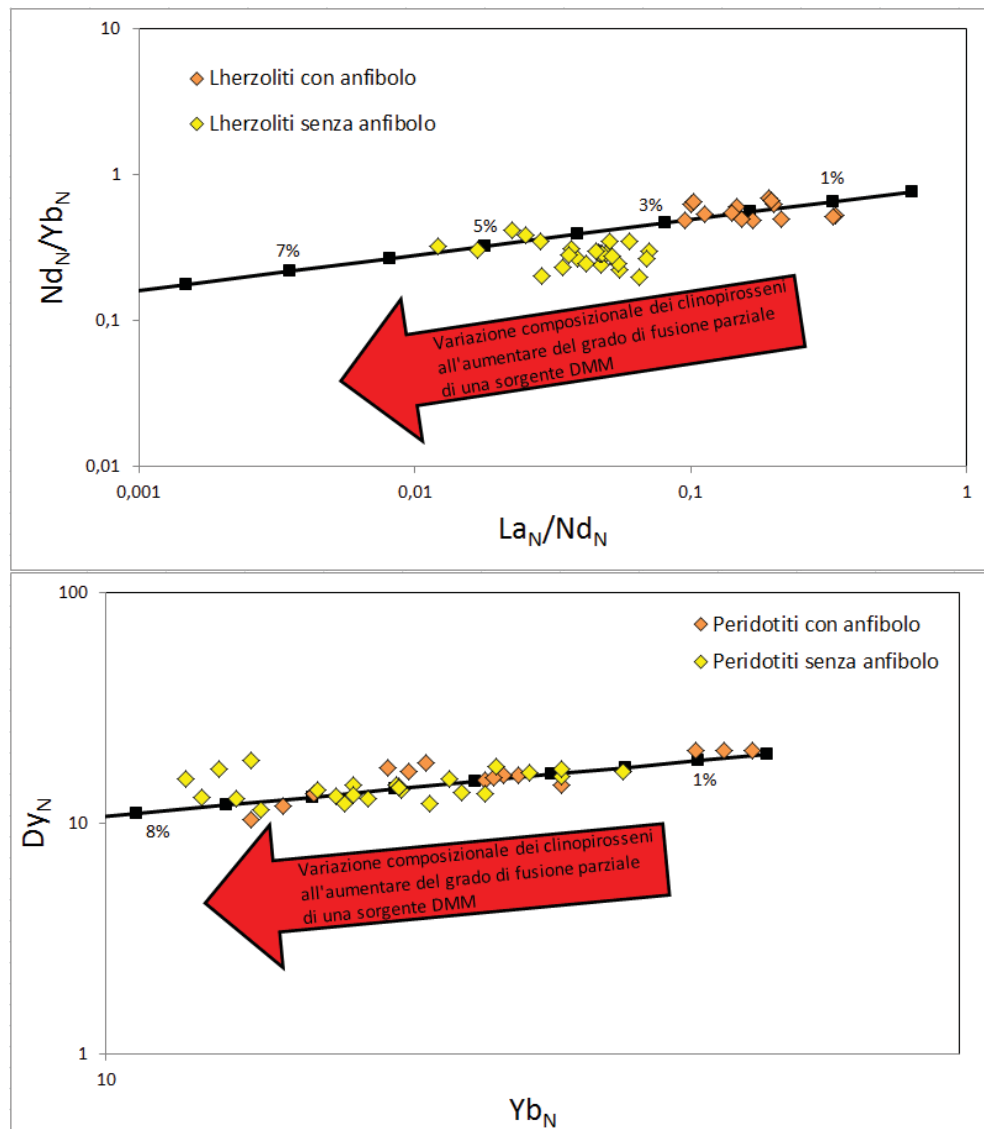 10
Lherzoliti con anfibolo
Lherzoliti senza anfibolo
1
1%
3%
5%
7%
Nd_N/Yb_N
0,1
Variazione composizionale dei clinopirosseni
all'aumentare del grado di fusione parziale
di una sorgente DMM
0,01
0,001
0,01
0,1
1
La_N/Nd_N
100
Peridotiti con anfibolo
Peridotiti senza anfibolo
1%
10
8%
Dy_N
Variazione composizionale dei clinopirosseni
all'aumentare del grado di fusione parziale
di una sorgente DMM
1
10
Yb_N